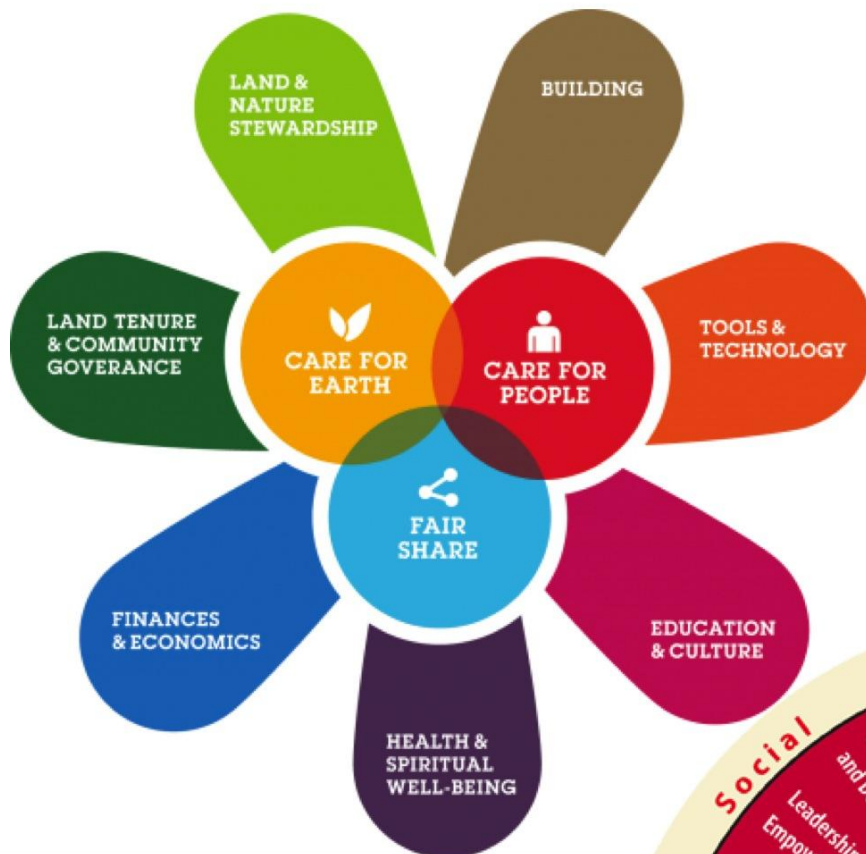 LAND &
NATURE
STEWARDSHIP
BUILDING
LAND TENURE
& COMMUNITY
GOVERANCE
CARE FOR
EARTH
CARE FOR
PEOPLE
TOOLS &
TECHNOLOGY
FAIR
SHARE
FINANCES
& ECONOMICS
EDUCATION
& CULTURE
HEALTH &
SPIRITUAL
WELL-BEING
Social
and
Leadership